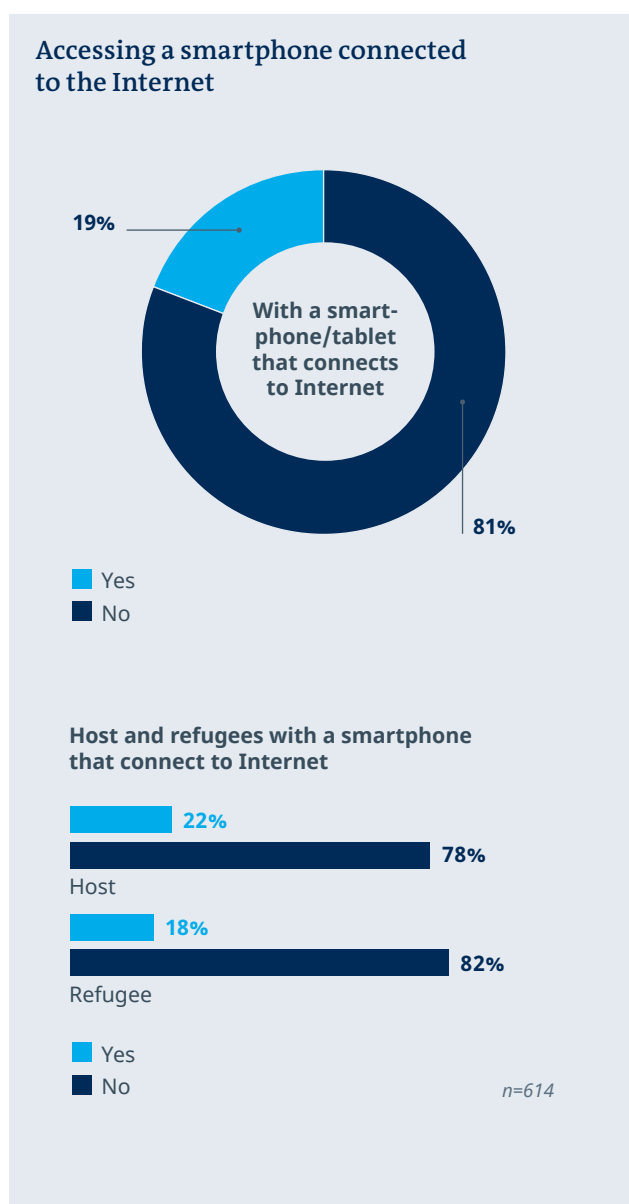 Accessing a smartphone connected
to the Internet
19%
With a smart-
phone/tablet
that connects
to Internet
81%
Yes
No
Host and refugees with a smartphone
that connect to Internet
22%
78%
Host
18%
82%
Refugee
Yes
No
n=614